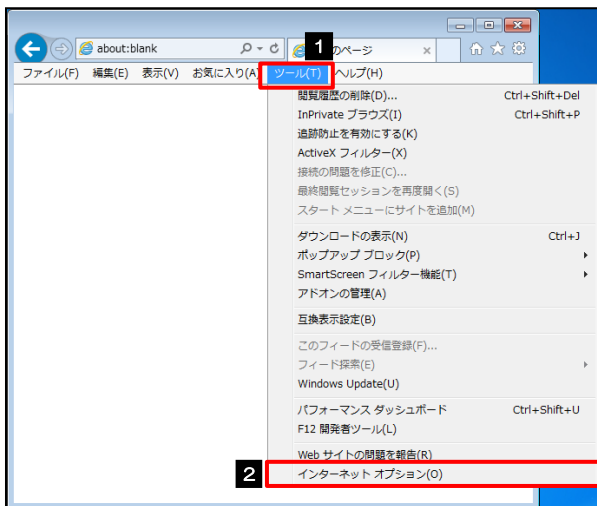 1
about:blank
のページ
ファイル(F) 編集(E) 表示(V) お気に入り(A) ツール(T) ヘルプ(H)
閲覧履歴の削除(D)... Ctrl+Shift+Del
InPrivate ブラウズ(I) Ctrl+Shift+P
追跡防止を有効にする(K)
ActiveX フィルター(X)
接続の問題を修正(C)...
最終閲覧セッションを再度開く(S)
スタート メニューにサイトを追加(M)
ダウンロードの表示(N) Ctrl+J
ポップアップ ブロック(P)
SmartScreen フィルター機能(T)
アドオンの管理(A)
互換表示設定(B)
このフィードの受信登録(F)...
フィード探索(E)
Windows Update(U)
パフォーマンス ダッシュボード Ctrl+Shift+U
F12 開発者ツール(L)
Web サイトの問題を報告(R)
2 インターネット オプション(O)